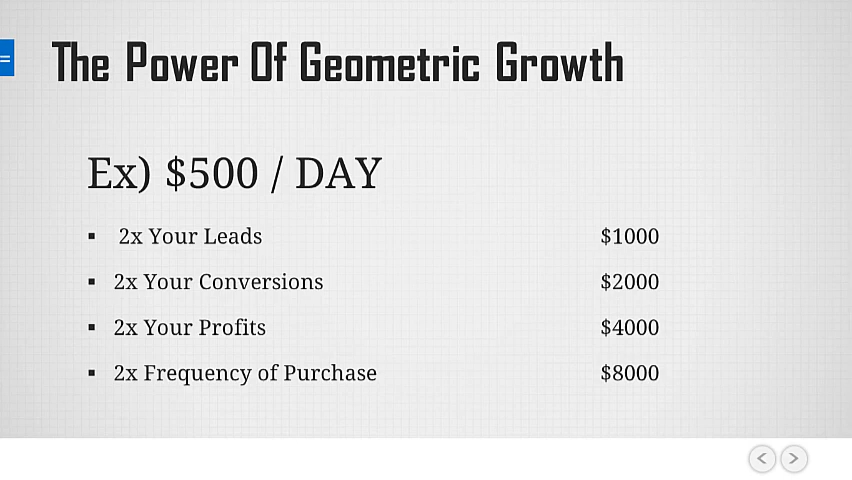 The Power Of Geometric Growth
Ex) $500 / DAY
▪ 2x Your Leads $1000
▪ 2x Your Conversions $2000
▪ 2x Your Profits $4000
▪ 2x Frequency of Purchase $8000